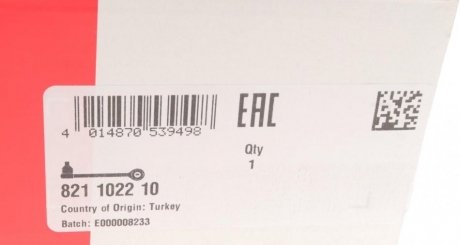 4 014870 539498
EAC
Qty
1
821 1022 10
Country of Origin: Turkey
Batch: E000008233